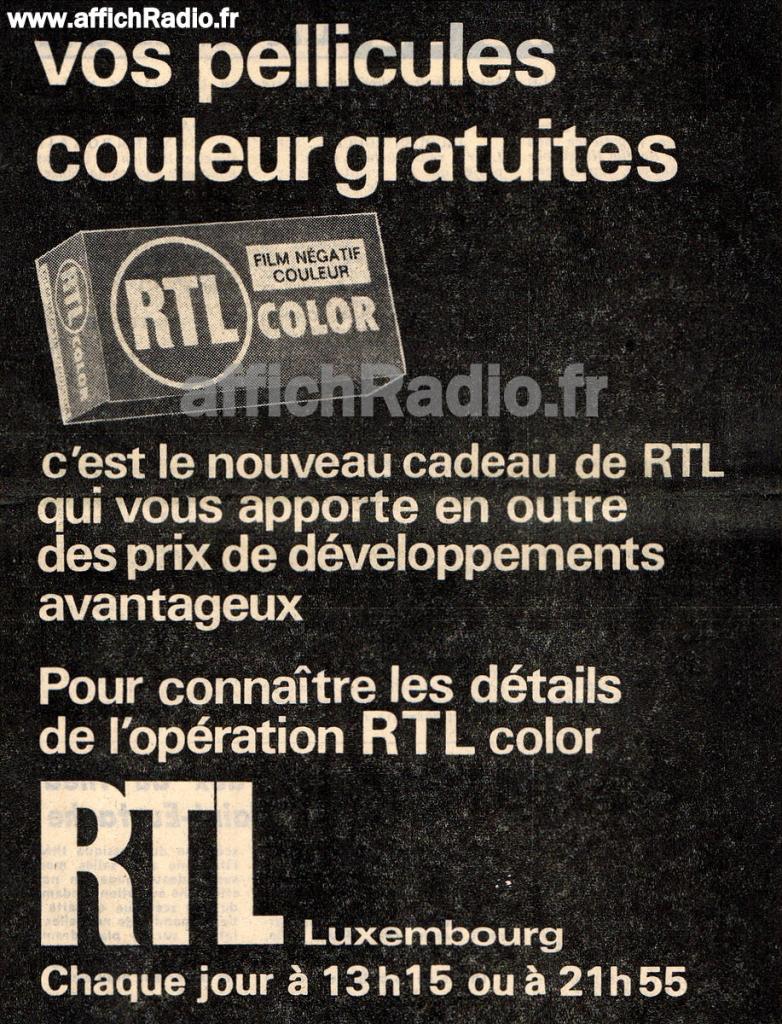 www.affichRadio.fr
vos pellicules
couleur gratuites
RTL COLOR
RTL
FILM NÉGATIF
COULEUR
COLOR
affichRadio.fr
c'est le nouveau cadeau de RTL
qui vous apporte en outre
des prix de développements
avantageux
Pour connaître les détails
de l'opération RTL color
RTL Luxembourg
Chaque jour à 13h15 ou à 21h55